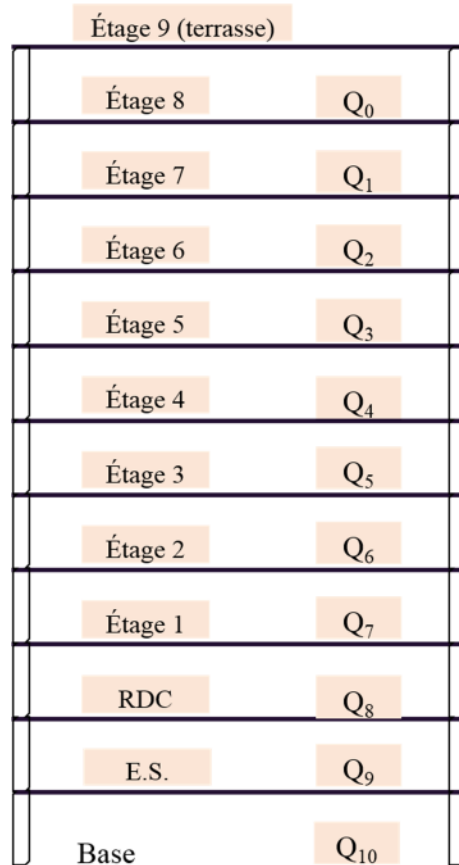 Étage 9 (terrasse)
Étage 8 Q₀
Étage 7 Q₁
Étage 6 Q₂
Étage 5 Q₃
Étage 4 Q₄
Étage 3 Q₅
Étage 2 Q₆
Étage 1 Q₇
RDC Q₈
E.S. Q₉
Base Q₁₀